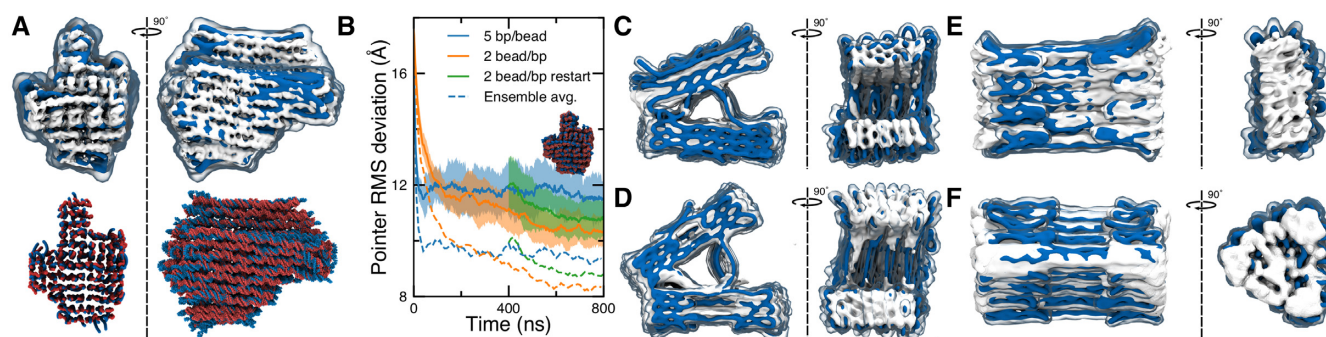 A
90°
B
Pointer RMS deviation (Å)
16
12
8
5 bp/bead
2 bead/bp
2 bead/bp restart
Ensemble avg.
0
400
800
Time (ns)
C
90°
D
90°
E
90°
F
90°